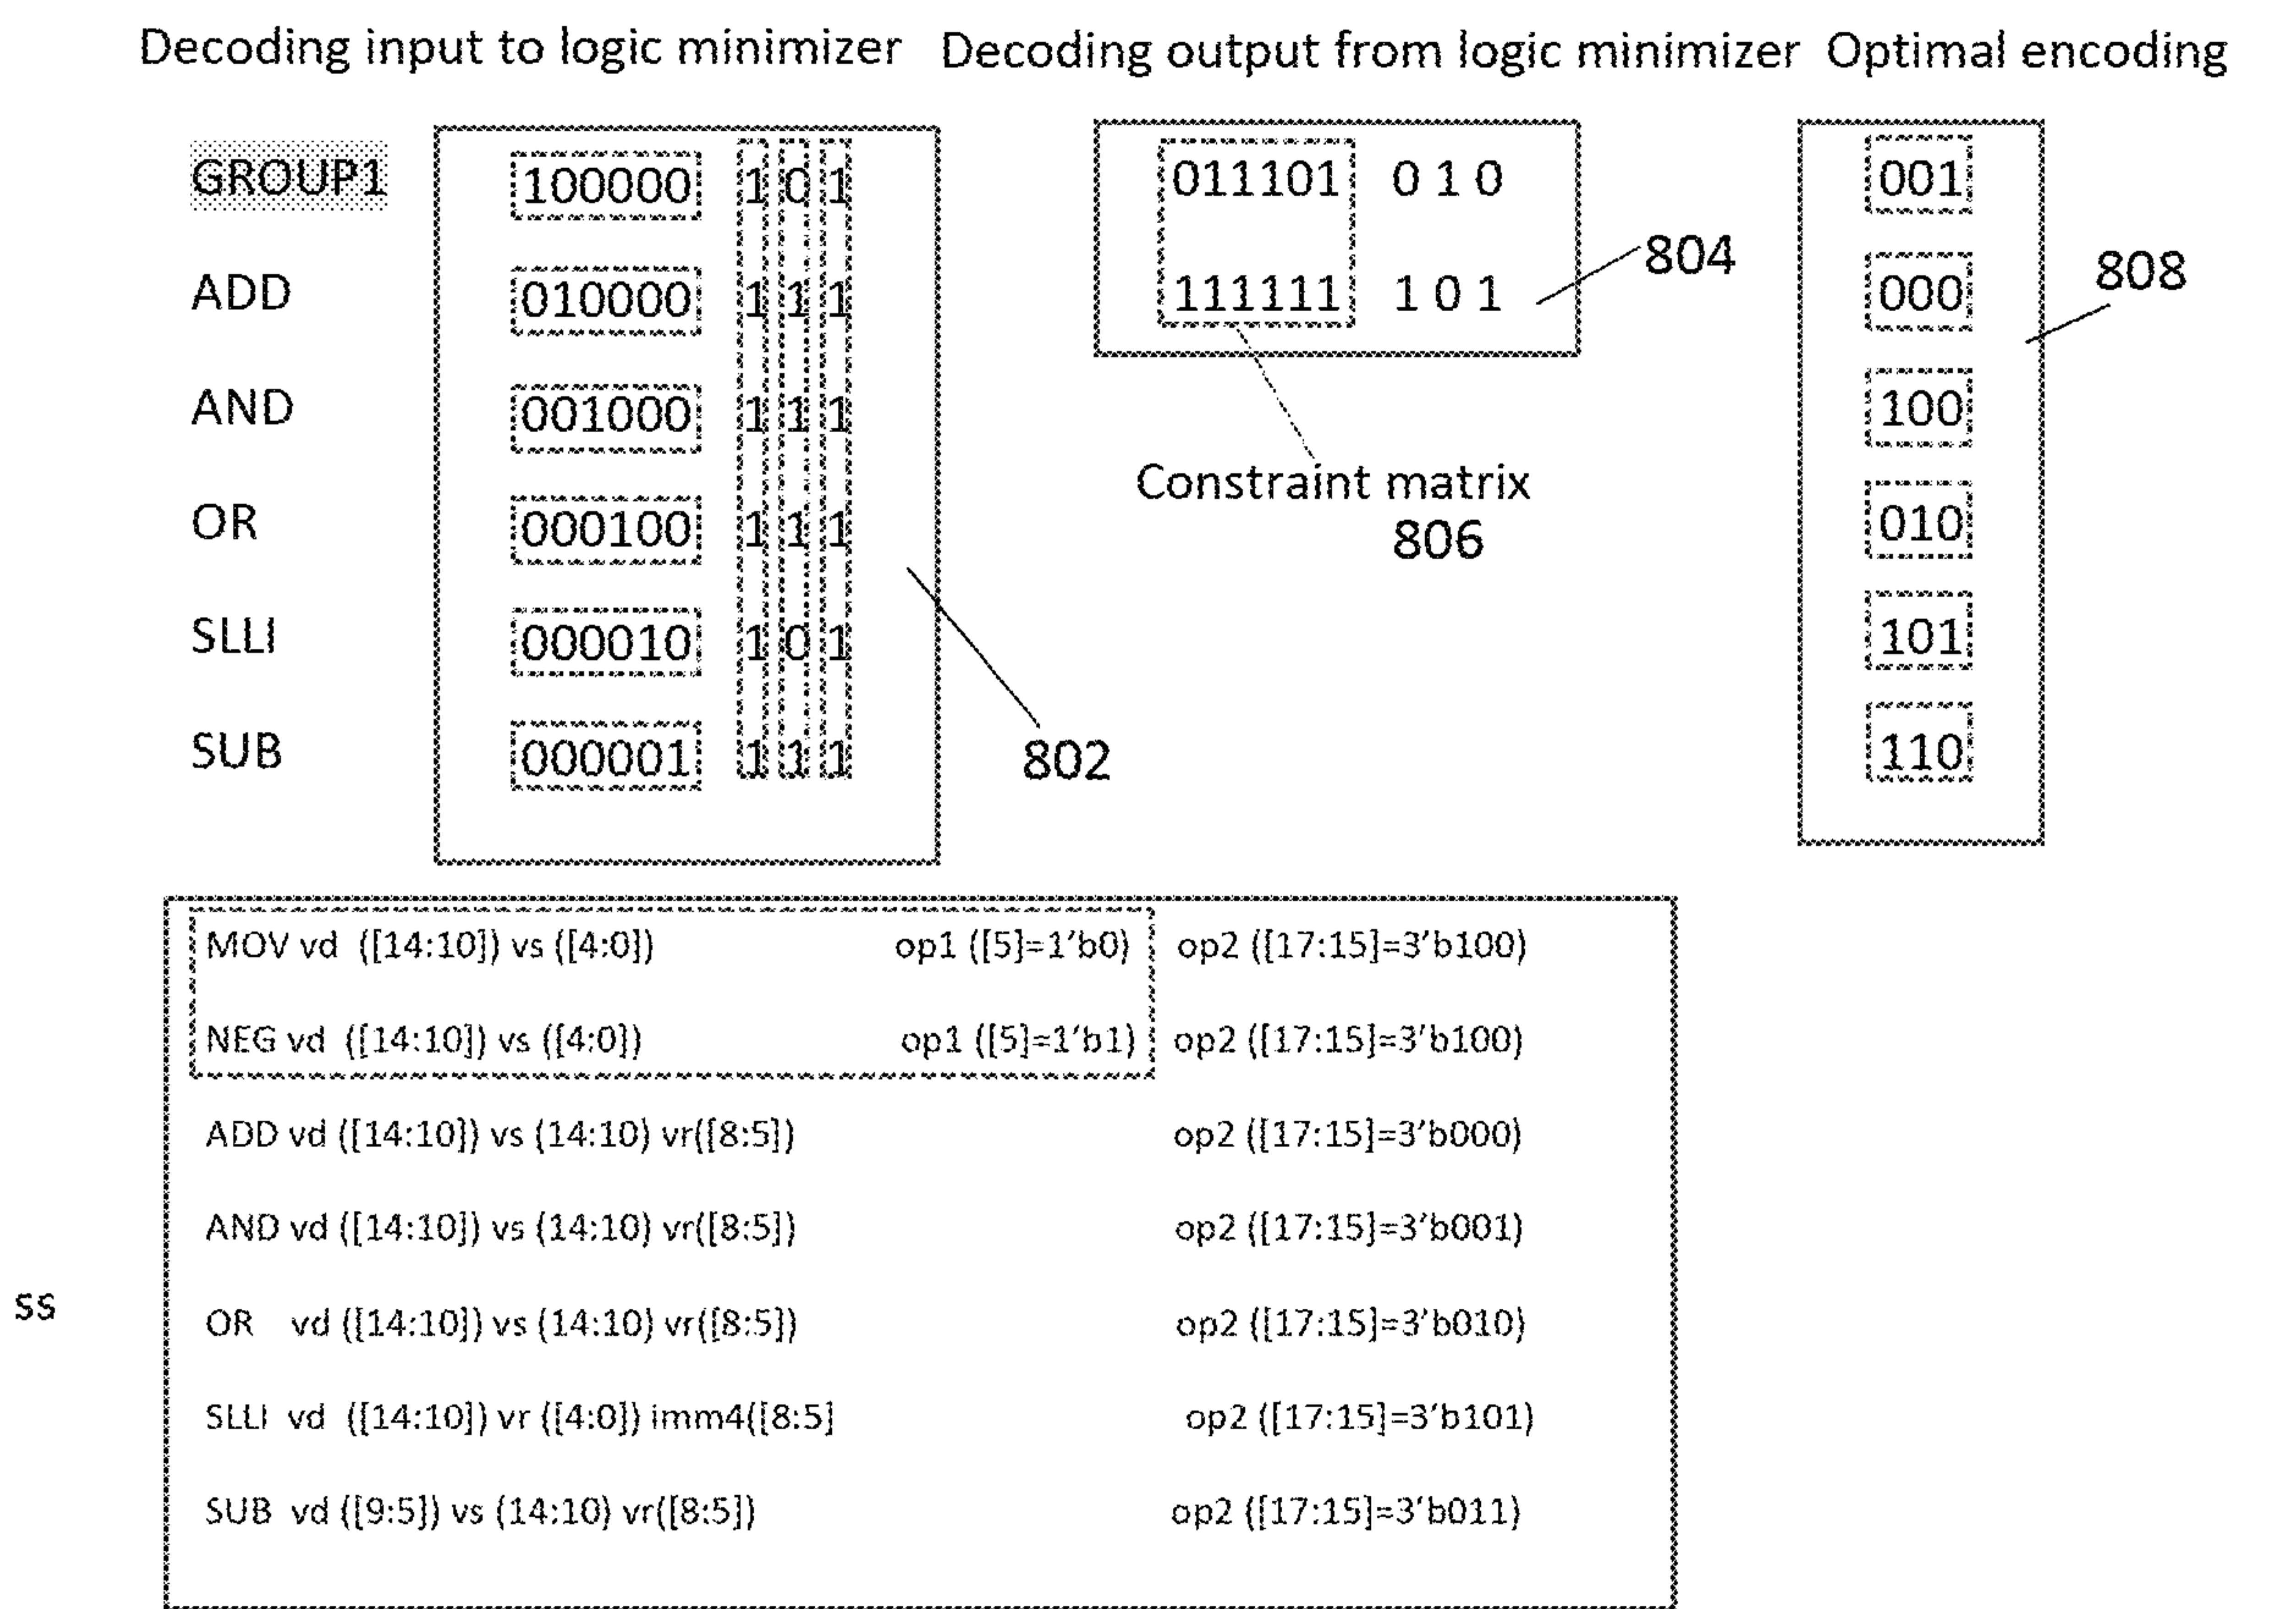 Decoding input to logic minimizer Decoding output from logic minimizer Optimal encoding
GROUP1 100000 1 0 1 011101 0 1 0 001
ADD 010000 1 1 1 111111 1 0 1 000
804
808
AND 001000 1 1 1 100
Constraint matrix
806
OR 000100 1 1 1 010
SLLI 000010 1 0 1 101
SUB 000001 1 1 1 110
802
MOV vd ([14:10]) vs ([4:0]) op1 ([5]=1'b0) op2 ([17:15]=3'b100)
NEG vd ([14:10]) vs ([4:0]) op1 ([5]=1'b1) op2 ([17:15]=3'b100)
ADD vd ([14:10]) vs (14:10) vr([8:5]) op2 ([17:15]=3'b000)
AND vd ([14:10]) vs (14:10) vr([8:5]) op2 ([17:15]=3'b001)
ss
OR vd ([14:10]) vs (14:10) vr([8:5]) op2 ([17:15]=3'b010)
SLLI vd ([14:10]) vr ([4:0]) imm4([8:5] op2 ([17:15]=3'b101)
SUB vd ([9:5]) vs (14:10) vr([8:5]) op2 ([17:15]=3'b011)